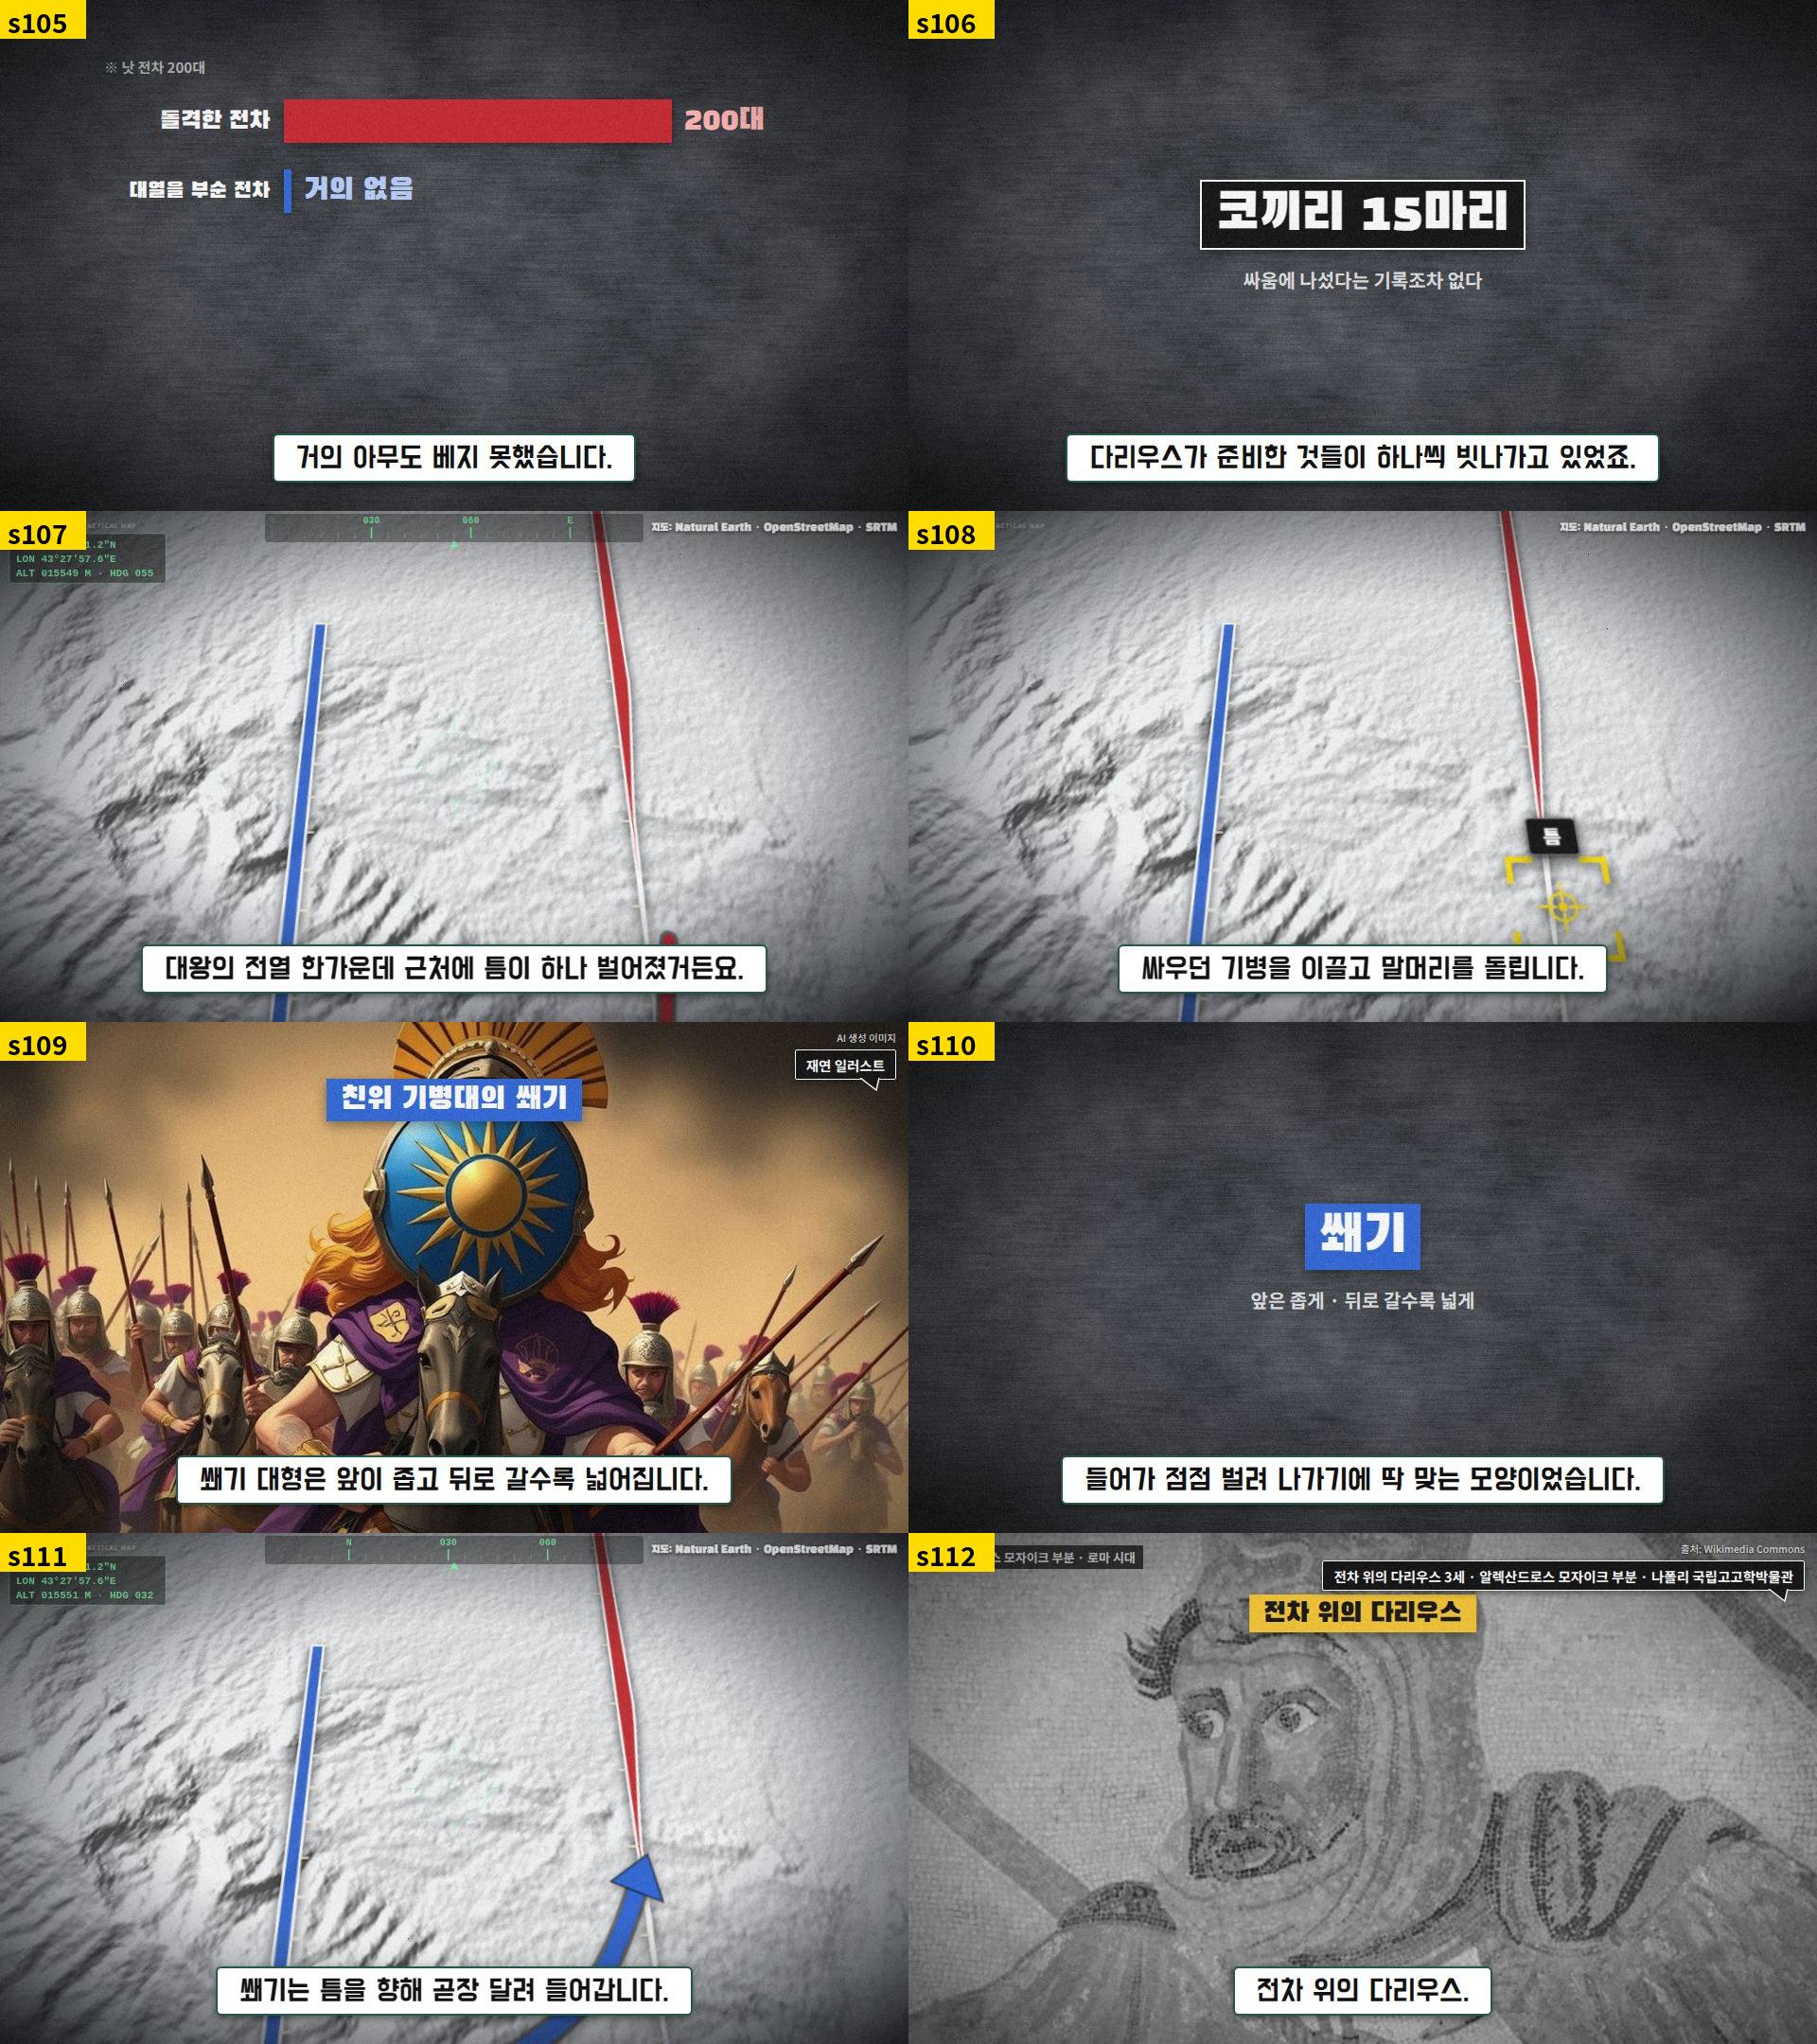 s105
※ 낫 전차 200대
돌격한 전차
200대
대열을 부순 전차
거의 없음
거의 아무도 베지 못했습니다.
s106
코끼리 15마리
싸움에 나섰다는 기록조차 없다
다리우스가 준비한 것들이 하나씩 빗나가고 있었죠.
s107
TACTICAL MAP
1.2"N
LON 43°27'57.6"E
ALT 015549 M · HDG 055
030 060 E
지도: Natural Earth · OpenStreetMap · SRTM
대왕의 전열 한가운데 근처에 틈이 하나 벌어졌거든요.
s108
TACTICAL MAP
지도: Natural Earth · OpenStreetMap · SRTM
틈
싸우던 기병을 이끌고 말머리를 돌립니다.
s109
AI 생성 이미지
재연 일러스트
친위 기병대의 쐐기
쐐기 대형은 앞이 좁고 뒤로 갈수록 넓어집니다.
s110
쐐기
앞은 좁게 · 뒤로 갈수록 넓게
들어가 점점 벌려 나가기에 딱 맞는 모양이었습니다.
s111
TACTICAL MAP
1.2"N
LON 43°27'57.6"E
ALT 015551 M · HDG 032
N 030 060
지도: Natural Earth · OpenStreetMap · SRTM
쐐기는 틈을 향해 곧장 달려 들어갑니다.
s112
모자이크 부분 · 로마 시대
출처: Wikimedia Commons
전차 위의 다리우스 3세 · 알렉산드로스 모자이크 부분 · 나폴리 국립고고학박물관
전차 위의 다리우스
전차 위의 다리우스.